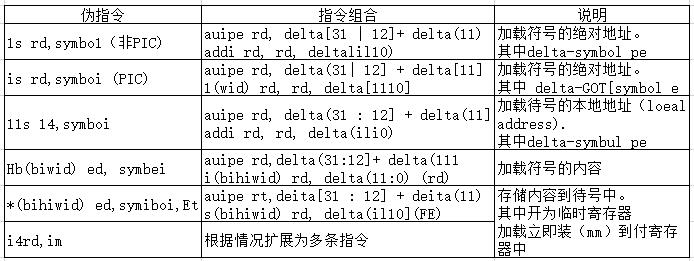 伪指令 指令组合 说明
1s rd,symbo1（非PIC） auipe rd, delta[31 | 12]+ delta(11)
addi rd, rd, deltalil10) 加载符号的绝对地址。
其中delta-symbol pe
is rd,symboi (PIC) auipe rd, delta(31| 12] + delta[11]
1(wid) rd, rd, delta[1110] 加载符号的绝对地址。
其中 delta-GOT[symbol e
11s 14,symboi auipe rd, delta(31 : 12] + delta(11]
addi rd, rd, delta(ili0) 加载待号的本地地址（loeal
address).
其中delta-symbul pe
Hb(biwid) ed, symbei auipe rd,delta(31:12]+ delta(111
i(bihiwid) rd, delta(11:0) (rd) 加载符号的内容
*(bihiwid) ed,symiboi,Et auipe rt,deita[31 : 12] + deita(11)
s(bihiwid) rd, delta(il10](FE) 存储内容到待号中。
其中开为临时寄存器
i4rd,im 根据情况扩展为多条指令 加载立即装（mm）到付寄存
器中